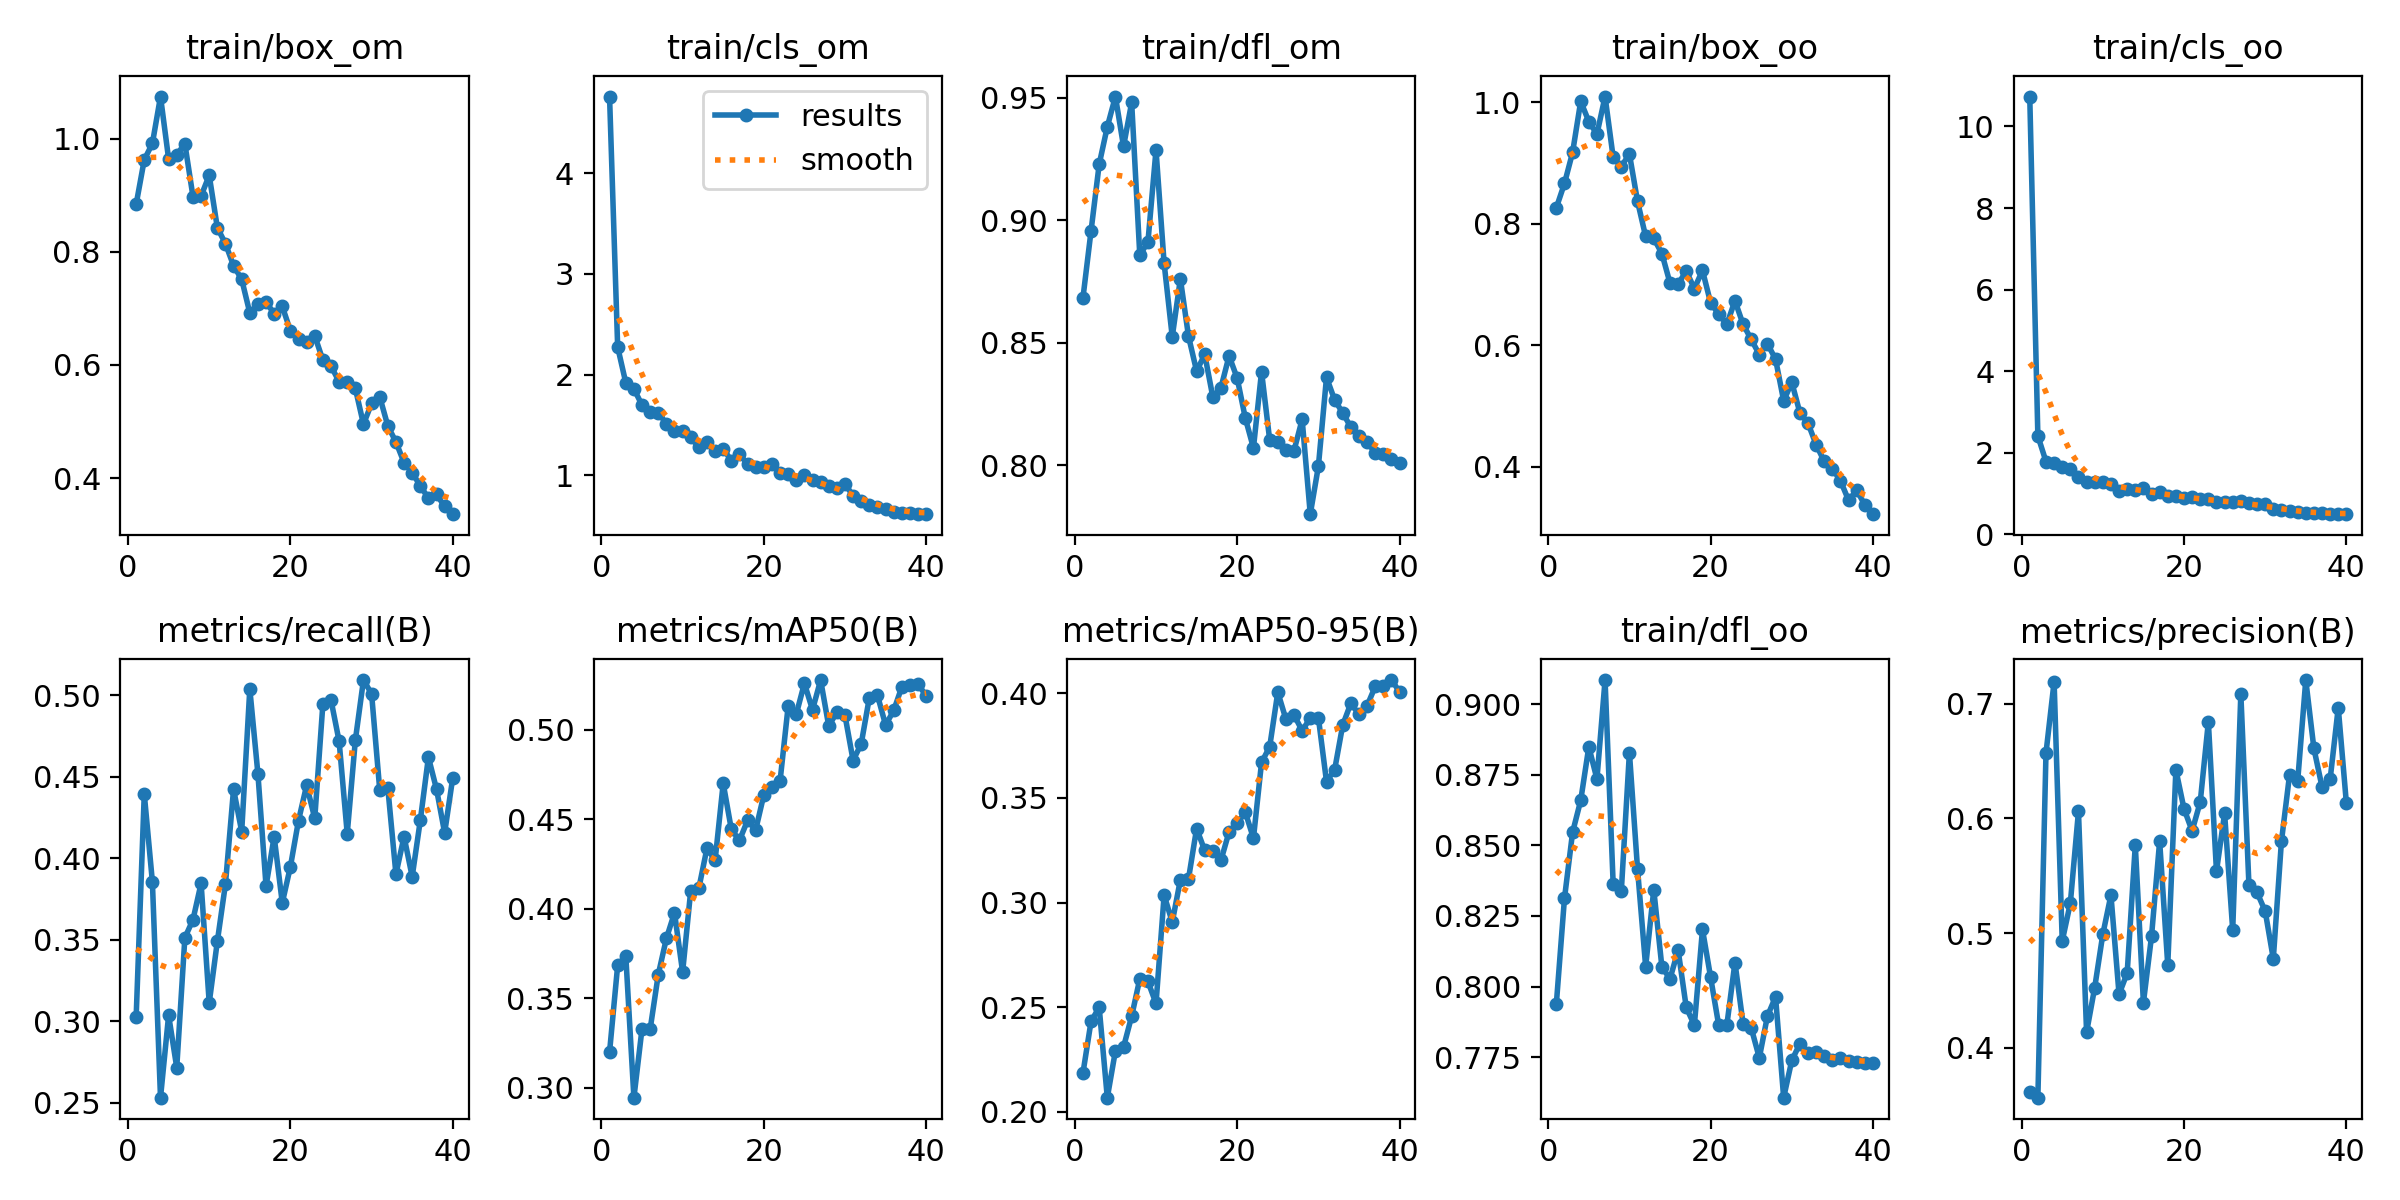 train/box_om
1.0
0.8
0.6
0.4
0 20 40
train/cls_om
results
smooth
4
3
2
1
0 20 40
train/dfl_om
0.95
0.90
0.85
0.80
0 20 40
train/box_oo
1.0
0.8
0.6
0.4
0 20 40
train/cls_oo
10
8
6
4
2
0
0 20 40
metrics/recall(B)
0.50
0.45
0.40
0.35
0.30
0.25
0 20 40
metrics/mAP50(B)
0.50
0.45
0.40
0.35
0.30
0 20 40
metrics/mAP50-95(B)
0.40
0.35
0.30
0.25
0.20
0 20 40
train/dfl_oo
0.900
0.875
0.850
0.825
0.800
0.775
0 20 40
metrics/precision(B)
0.7
0.6
0.5
0.4
0 20 40